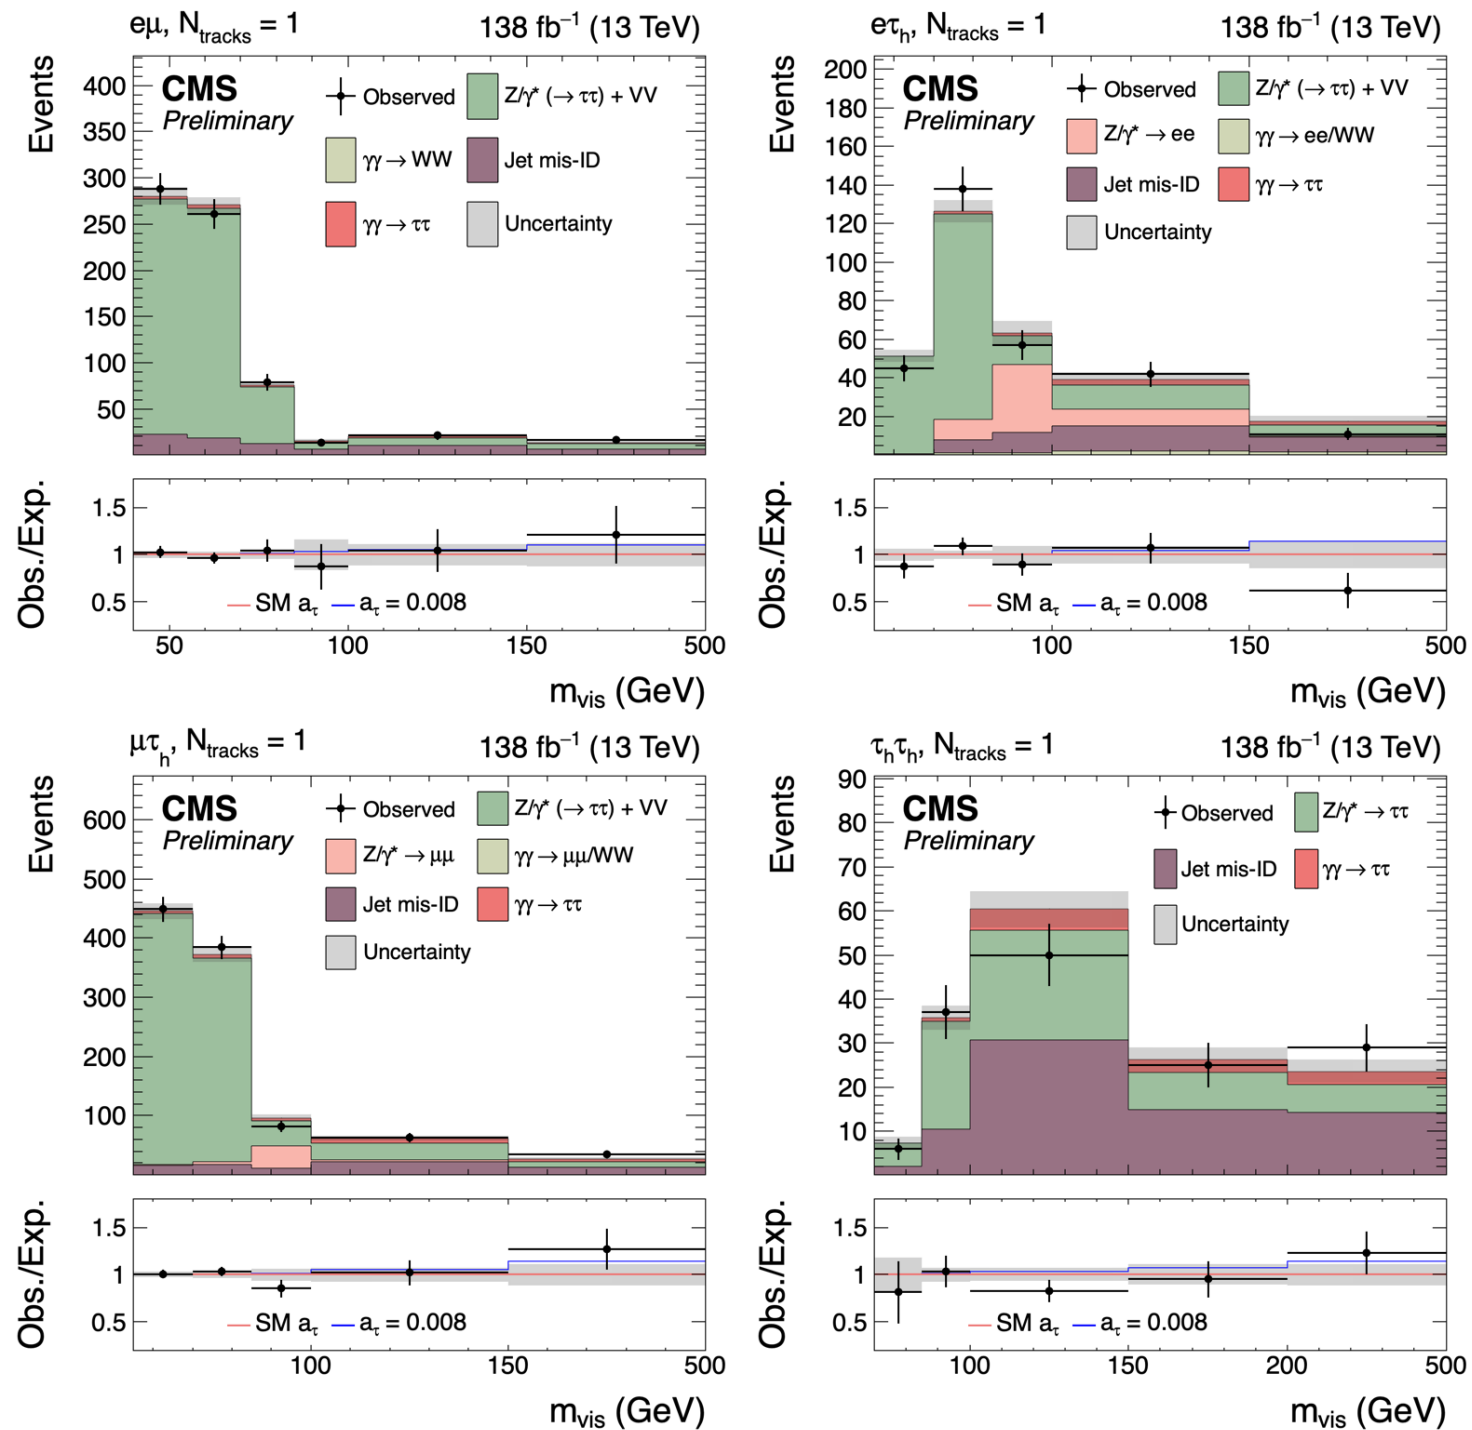 eμ, N_tracks = 1 138 fb⁻¹ (13 TeV)
Events
400
350
300
250
200
150
100
50
CMS
Preliminary
Observed
Z/γ* (→ ττ) + VV
γγ → WW
Jet mis-ID
γγ → ττ
Uncertainty
Obs./Exp.
1.5
1
0.5
SM a_τ
a_τ = 0.008
50 100 150 500
m_vis (GeV)
eτ_h, N_tracks = 1 138 fb⁻¹ (13 TeV)
Events
200
180
160
140
120
100
80
60
40
20
CMS
Preliminary
Observed
Z/γ* (→ ττ) + VV
Z/γ* → ee
γγ → ee/WW
Jet mis-ID
γγ → ττ
Uncertainty
Obs./Exp.
1.5
1
0.5
SM a_τ
a_τ = 0.008
100 150 500
m_vis (GeV)
μτ_h, N_tracks = 1 138 fb⁻¹ (13 TeV)
Events
600
500
400
300
200
100
CMS
Preliminary
Observed
Z/γ* (→ ττ) + VV
Z/γ* → μμ
γγ → μμ/WW
Jet mis-ID
γγ → ττ
Uncertainty
Obs./Exp.
1.5
1
0.5
SM a_τ
a_τ = 0.008
100 150 500
m_vis (GeV)
τ_hτ_h, N_tracks = 1 138 fb⁻¹ (13 TeV)
Events
90
80
70
60
50
40
30
20
10
CMS
Preliminary
Observed
Z/γ* → ττ
Jet mis-ID
γγ → ττ
Uncertainty
Obs./Exp.
1.5
1
0.5
SM a_τ
a_τ = 0.008
100 150 200 500
m_vis (GeV)